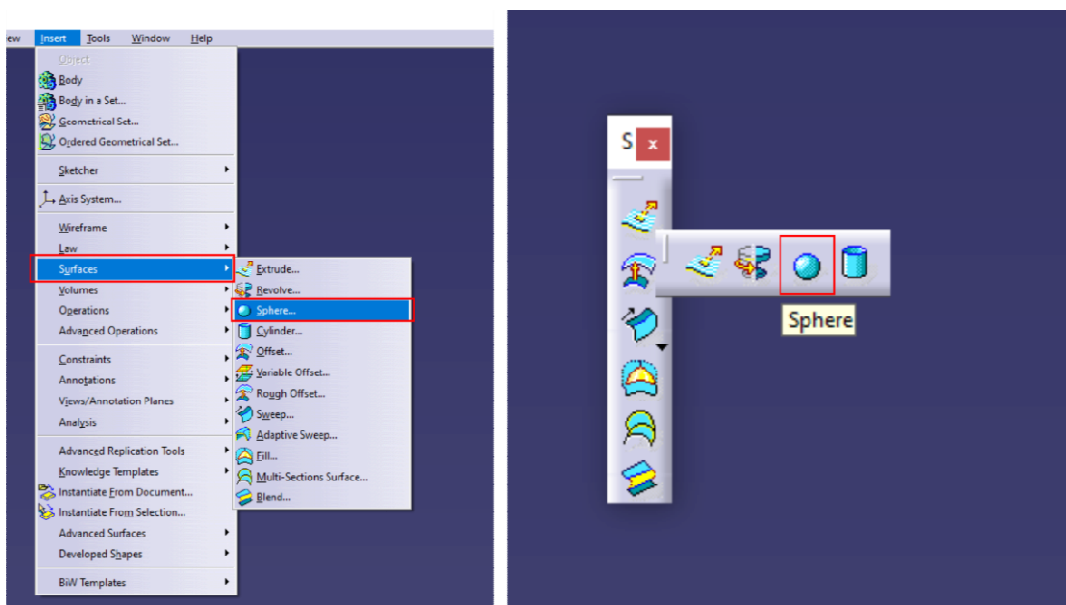 ew Insert Tools Window Help
Object
Body
Body in a Set...
Geometrical Set...
Ordered Geometrical Set...
Sketcher
Axis System...
Wireframe
Law
Surfaces
Volumes
Operations
Advanced Operations
Constraints
Annotations
Views/Annotation Planes
Analysis
Advanced Replication Tools
Knowledge Templates
Instantiate From Document...
Instantiate From Selection...
Advanced Surfaces
Developed Shapes
BiW Templates
Extrude...
Revolve...
Sphere...
Cylinder...
Offset...
Variable Offset...
Rough Offset...
Sweep...
Adaptive Sweep...
Fill...
Multi-Sections Surface...
Blend...
S x
Sphere